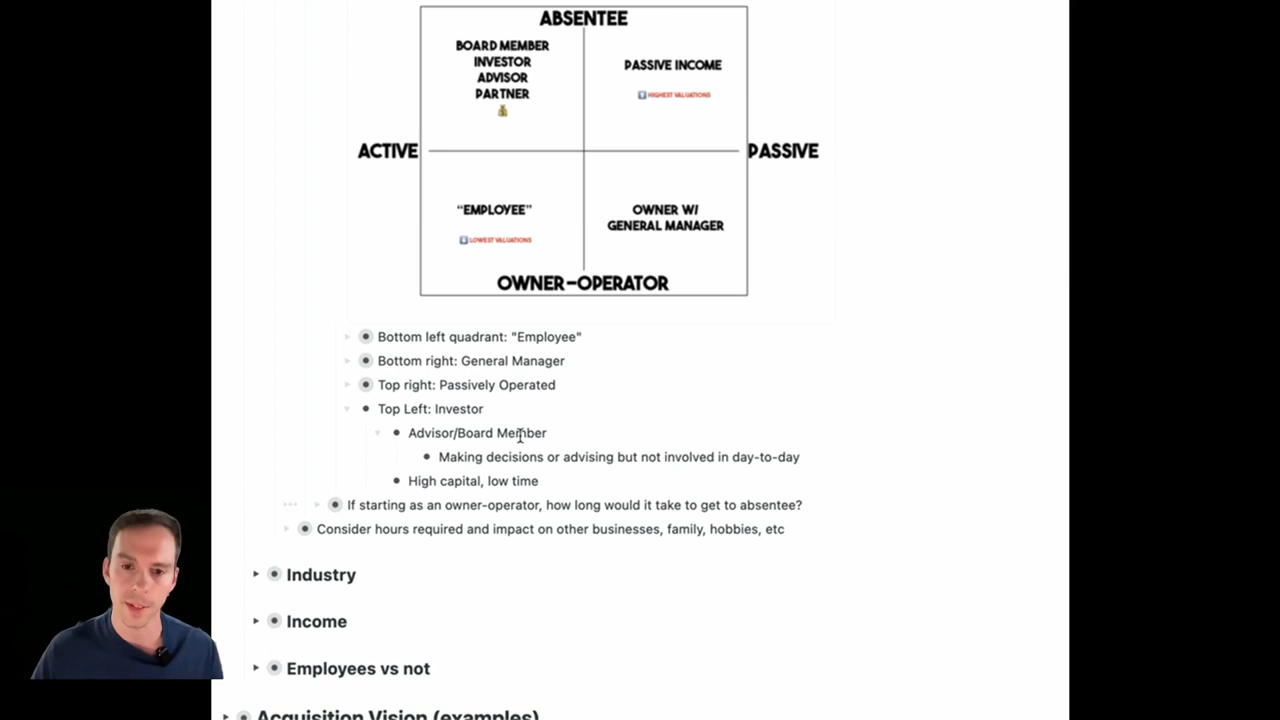 ABSENTEE
BOARD MEMBER
INVESTOR
ADVISOR
PARTNER
PASSIVE INCOME
HIGHEST VALUATIONS
ACTIVE
PASSIVE
"EMPLOYEE"
LOWEST VALUATIONS
OWNER W/
GENERAL MANAGER
OWNER-OPERATOR
Bottom left quadrant: "Employee"
Bottom right: General Manager
Top right: Passively Operated
Top Left: Investor
Advisor/Board Member
Making decisions or advising but not involved in day-to-day
High capital, low time
If starting as an owner-operator, how long would it take to get to absentee?
Consider hours required and impact on other businesses, family, hobbies, etc
Industry
Income
Employees vs not
Acquisition Vision (examples)